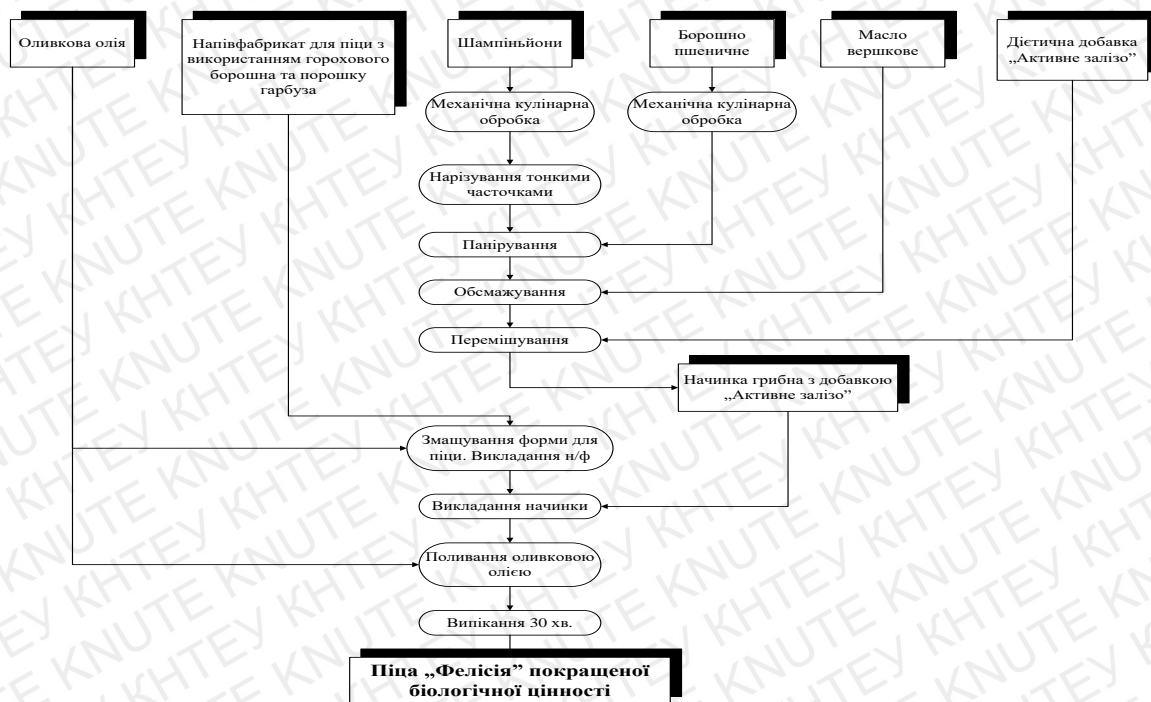 Оливкова олія
Напівфабрикат для піци з
використанням горохового
борошна та порошку
гарбуза
Шампіньйони
Борошно
пшеничне
Масло
вершкове
Дієтична добавка
„Активне залізо”
Механічна кулінарна
обробка
Механічна кулінарна
обробка
Нарізування тонкими
часточками
Панірування
Обсмажування
Перемішування
Начинка грибна з добавкою
„Активне залізо”
Змащування форми для
піци. Викладання н/ф
Викладання начинки
Поливання оливковою
олією
Випікання 30 хв.
Піца „Фелісія” покращеної
біологічної цінності